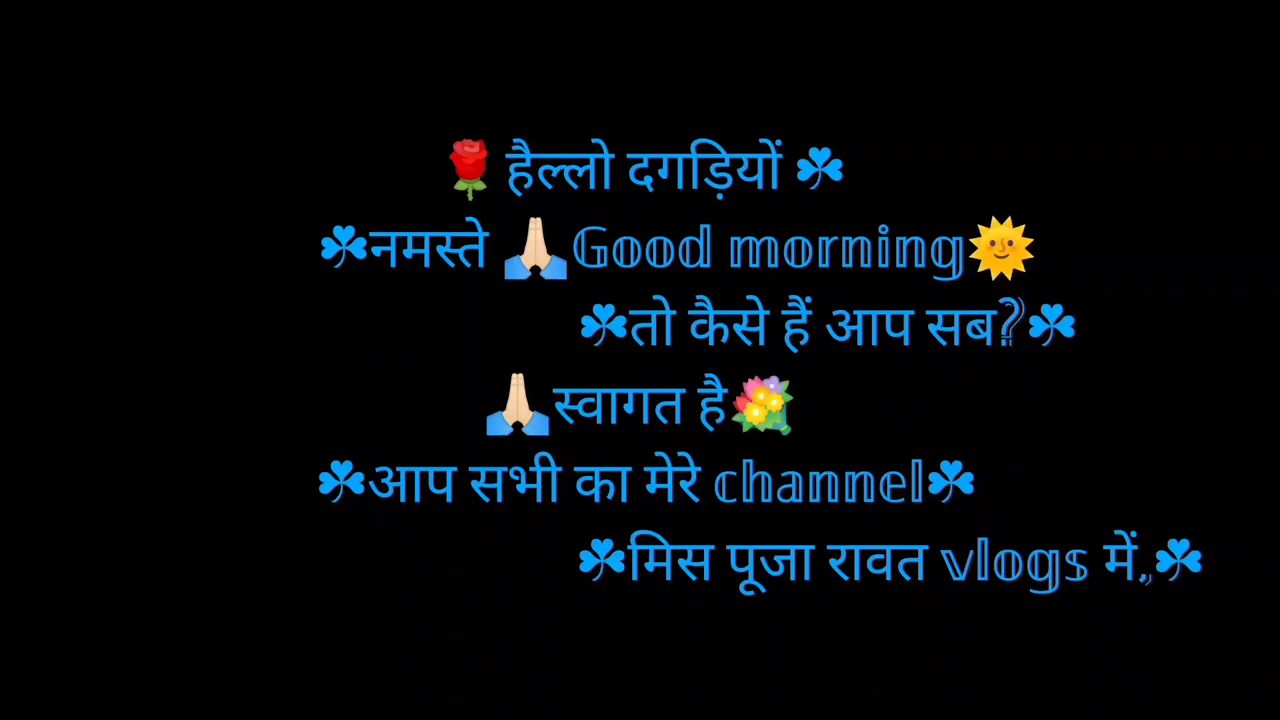 🌹 हैल्लो दगड़ियों ☘
☘नमस्ते 🙏🏻Good morning🌞
☘तो कैसे हैं आप सब?☘
🙏🏻स्वागत है💐
☘आप सभी का मेरे channel☘
☘मिस पूजा रावत vlogs में,,☘